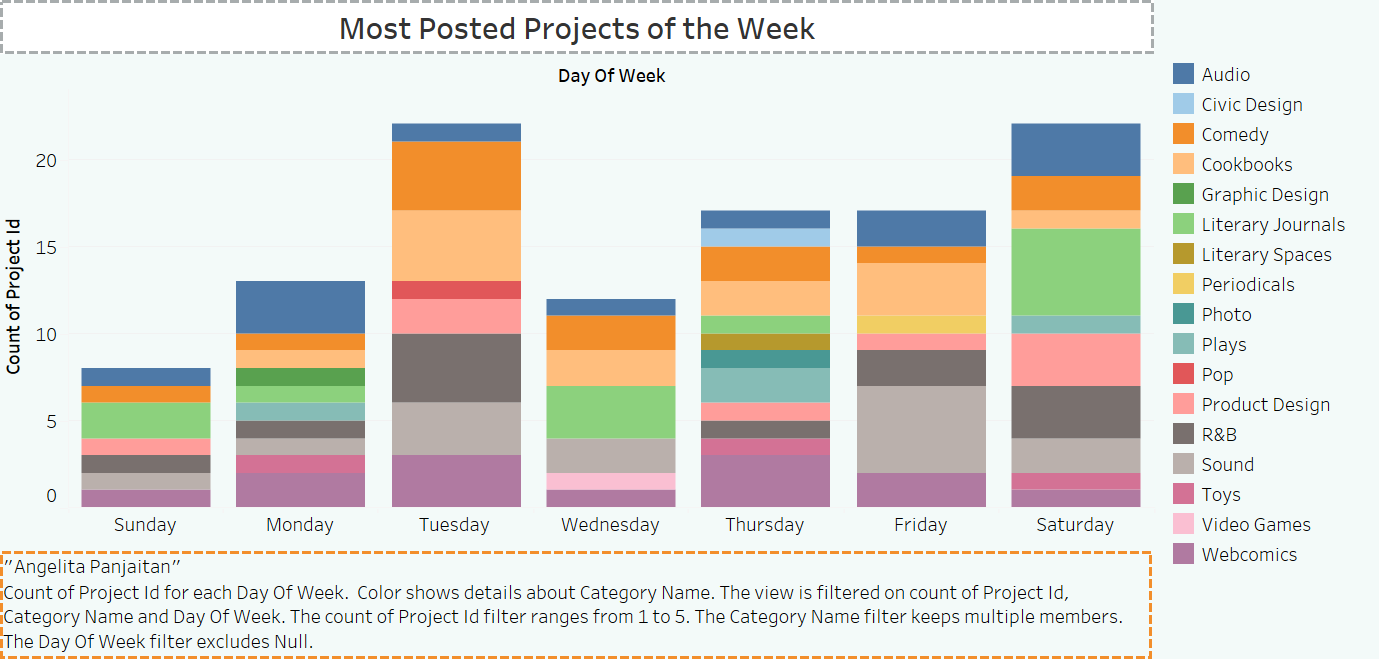 Most Posted Projects of the Week
Day Of Week
Count of Project Id
20
15
10
5
0
Sunday
Monday
Tuesday
Wednesday
Thursday
Friday
Saturday
Audio
Civic Design
Comedy
Cookbooks
Graphic Design
Literary Journals
Literary Spaces
Periodicals
Photo
Plays
Pop
Product Design
R&B
Sound
Toys
Video Games
Webcomics
”Angelita Panjaitan”
Count of Project Id for each Day Of Week.  Color shows details about Category Name. The view is filtered on count of Project Id,
Category Name and Day Of Week. The count of Project Id filter ranges from 1 to 5. The Category Name filter keeps multiple members.
The Day Of Week filter excludes Null.